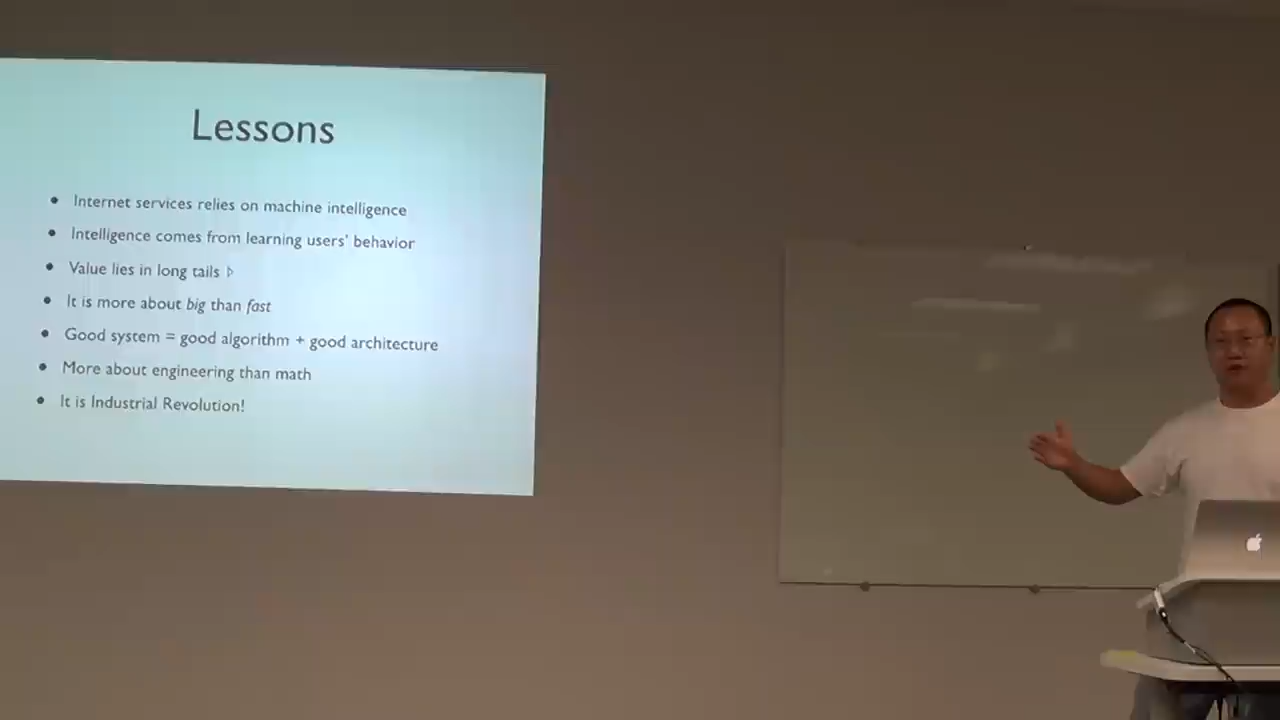 Lessons
• Internet services relies on machine intelligence
• Intelligence comes from learning users' behavior
• Value lies in long tails
• It is more about big than fast
• Good system = good algorithm + good architecture
• More about engineering than math
• It is Industrial Revolution!